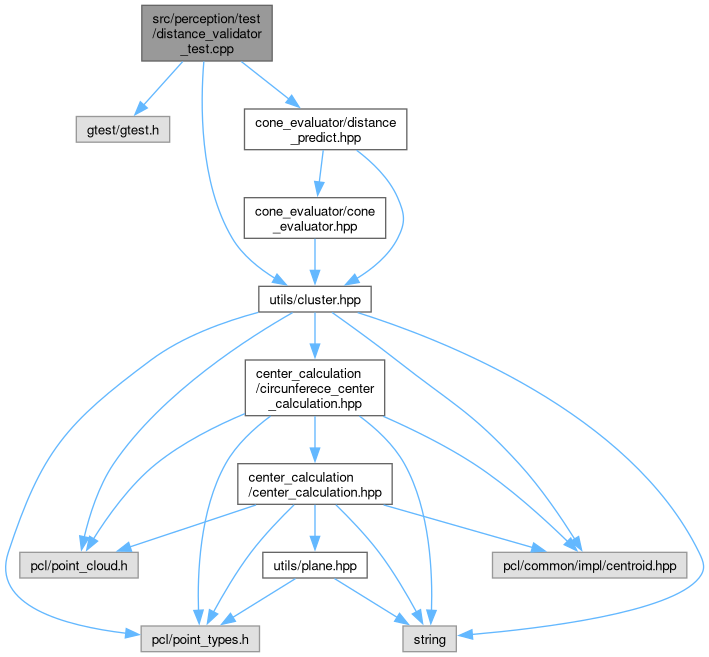 src/perception/test
/distance_validator
_test.cpp
gtest/gtest.h
cone_evaluator/distance
_predict.hpp
cone_evaluator/cone
_evaluator.hpp
utils/cluster.hpp
center_calculation
/circunferece_center
_calculation.hpp
center_calculation
/center_calculation.hpp
pcl/point_cloud.h
utils/plane.hpp
pcl/common/impl/centroid.hpp
pcl/point_types.h
string